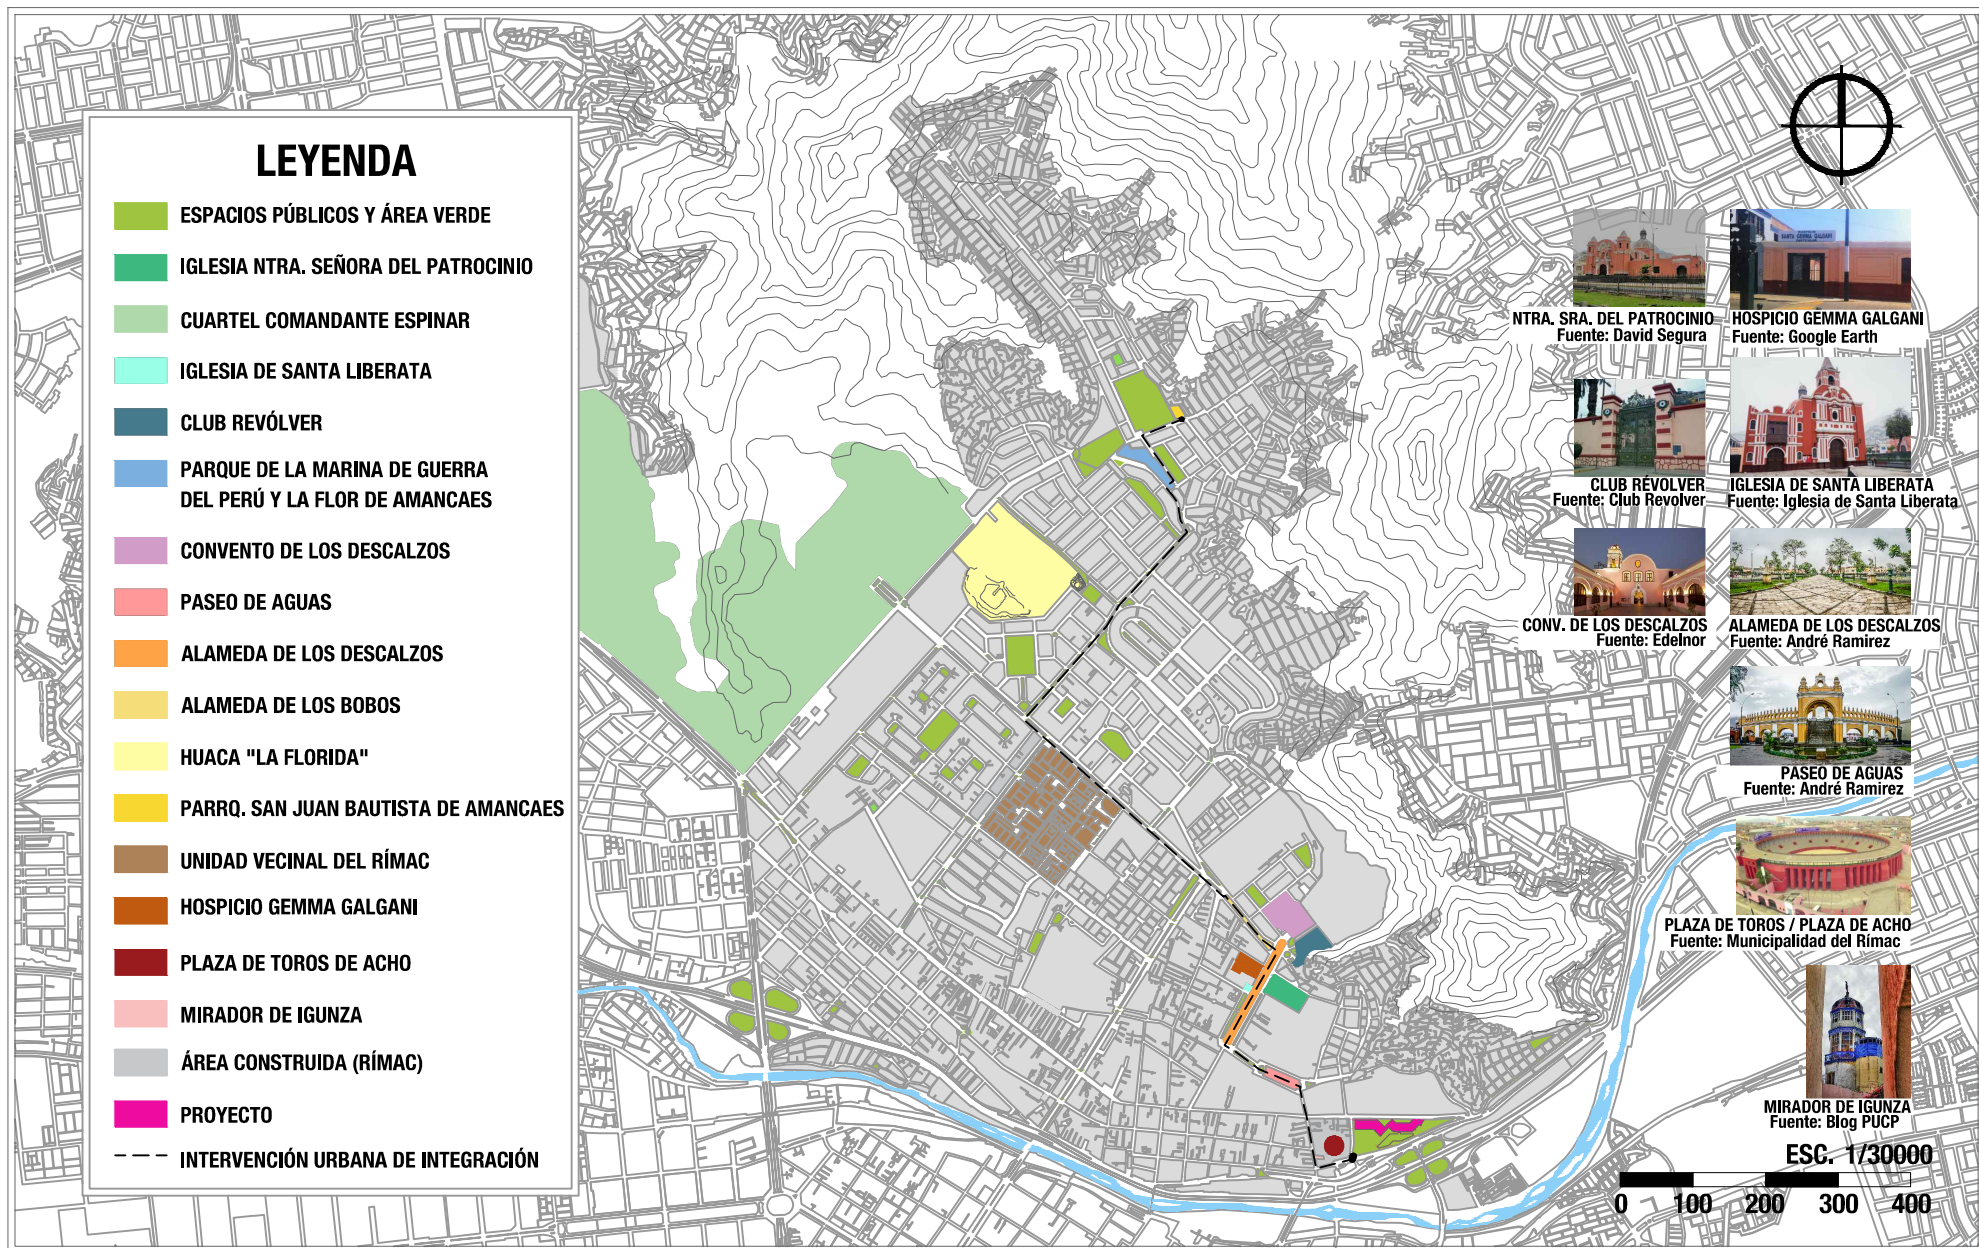 LEYENDA
ESPACIOS PÚBLICOS Y ÁREA VERDE
IGLESIA NTRA. SEÑORA DEL PATROCINIO
CUARTEL COMANDANTE ESPINAR
IGLESIA DE SANTA LIBERATA
CLUB REVÓLVER
PARQUE DE LA MARINA DE GUERRA
DEL PERÚ Y LA FLOR DE AMANCAES
CONVENTO DE LOS DESCALZOS
PASEO DE AGUAS
ALAMEDA DE LOS DESCALZOS
ALAMEDA DE LOS BOBOS
HUACA "LA FLORIDA"
PARRQ. SAN JUAN BAUTISTA DE AMANCAES
UNIDAD VECINAL DEL RÍMAC
HOSPICIO GEMMA GALGANI
PLAZA DE TOROS DE ACHO
MIRADOR DE IGUNZA
ÁREA CONSTRUIDA (RÍMAC)
PROYECTO
INTERVENCIÓN URBANA DE INTEGRACIÓN
SANTA GEMMA GALGANI
NTRA. SRA. DEL PATROCINIO
Fuente: David Segura
HOSPICIO GEMMA GALGANI
Fuente: Google Earth
CLUB RÉVOLVER
Fuente: Club Revolver
IGLESIA DE SANTA LIBERATA
Fuente: Iglesia de Santa Liberata
CONV. DE LOS DESCALZOS
Fuente: Edelnor
ALAMEDA DE LOS DESCALZOS
Fuente: André Ramirez
PASEO DE AGUAS
Fuente: André Ramirez
PLAZA DE TOROS / PLAZA DE ACHO
Fuente: Municipalidad del Rímac
MIRADOR DE IGUNZA
Fuente: Blog PUCP
ESC. 1/30000
0 100 200 300 400